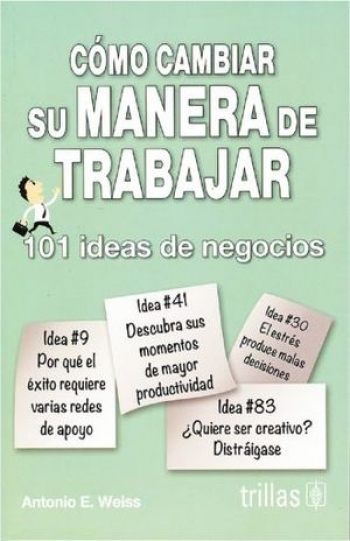 CÓMO CAMBIAR
SU MANERA DE
TRABAJAR
101 ideas de negocios
Idea #9
Por qué el
éxito requiere
varias redes
de apoyo
Idea #41
Descubra sus
momentos
de mayor
productividad
Idea #30
El estrés
produce malas
decisiones
Idea #83
¿Quiere ser creativo?
Distráigase
Antonio E. Weiss
trillas